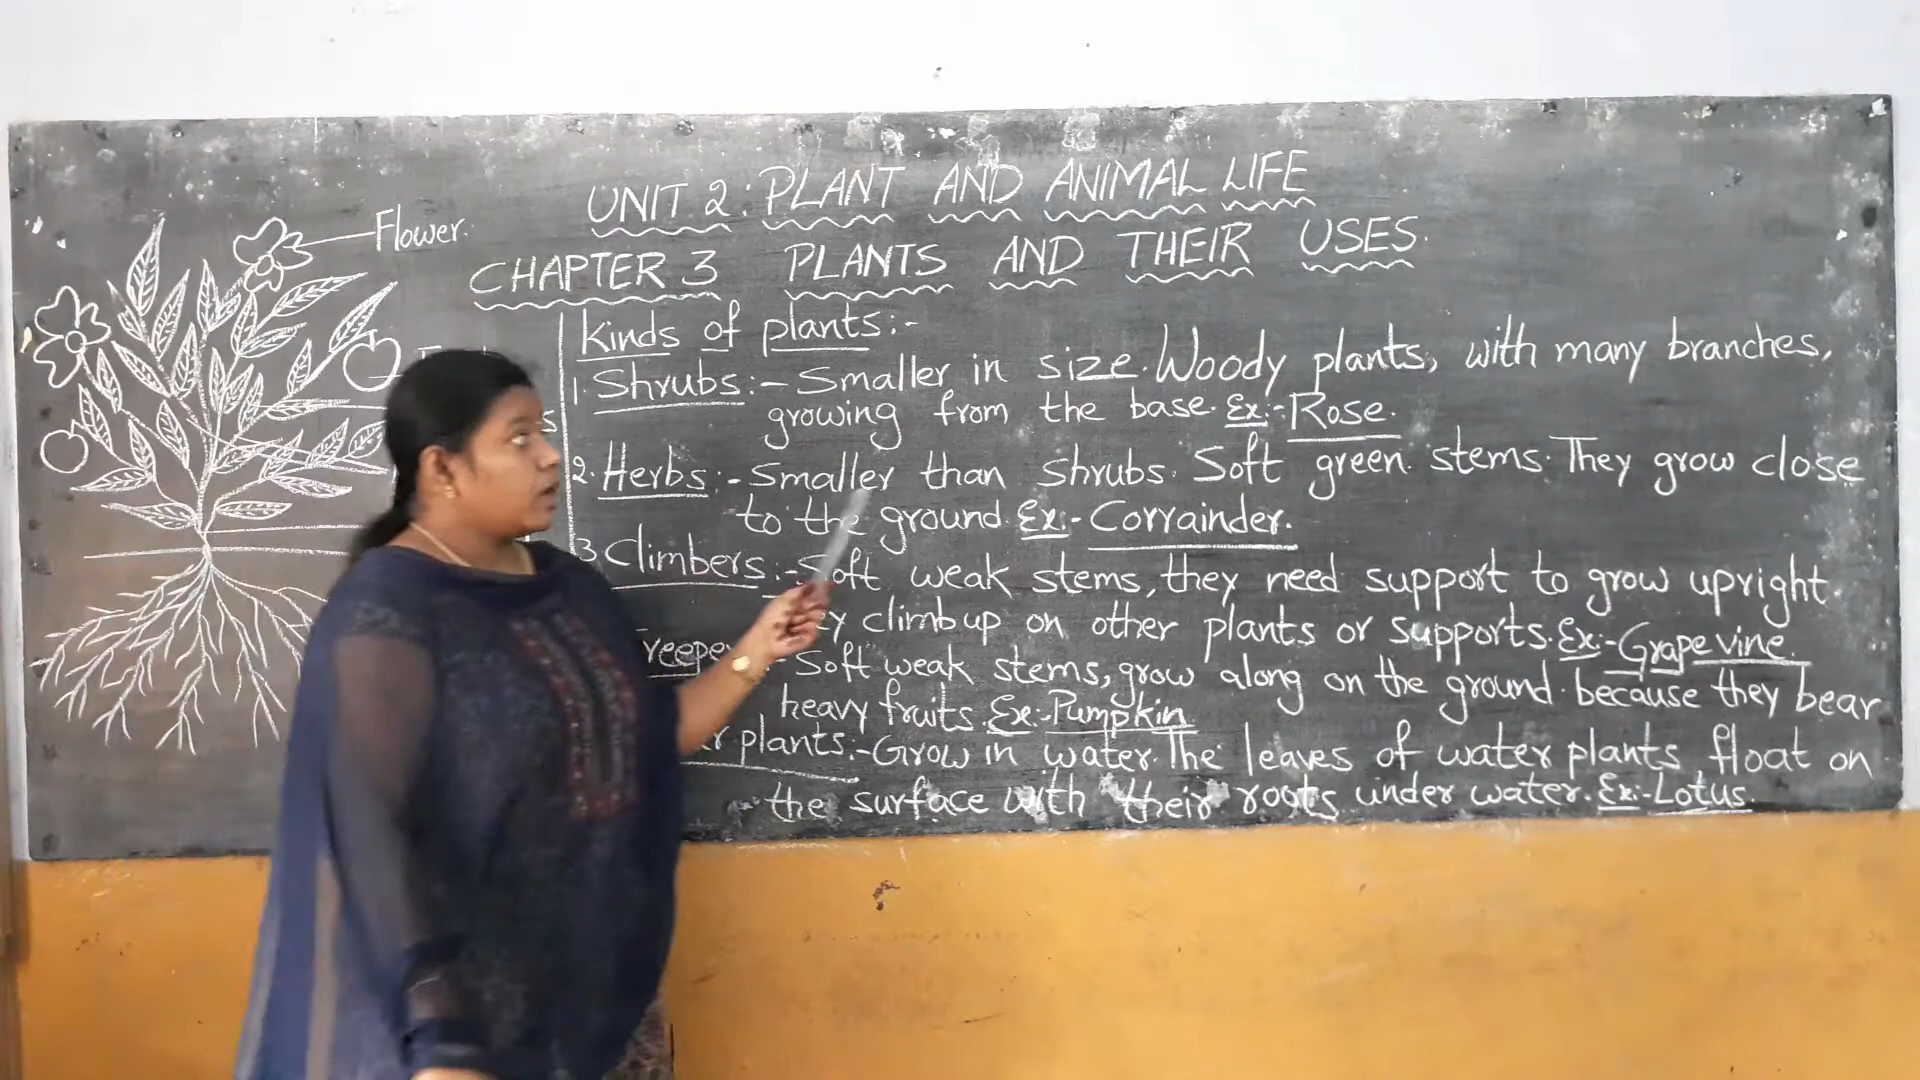 UNIT 2: PLANT AND ANIMAL LIFE
CHAPTER 3 PLANTS AND THEIR USES.
Flower.
Kinds of plants:-
1. Shrubs:- Smaller in size. Woody plants, with many branches,
growing from the base. Ex:- Rose.
2. Herbs:- Smaller than shrubs. Soft green stems. They grow close
to the ground. Ex:- Corrainder.
3. Climbers:- Soft weak stems, they need support to grow upright.
climb up on other plants or supports. Ex:- Grape vine.
Soft weak stems, grow along on the ground. because they bear
heavy fruits. Ex:- Pumpkin
plants:- Grow in water. The leaves of water plants float on
the surface with their roots under water. Ex:- Lotus.